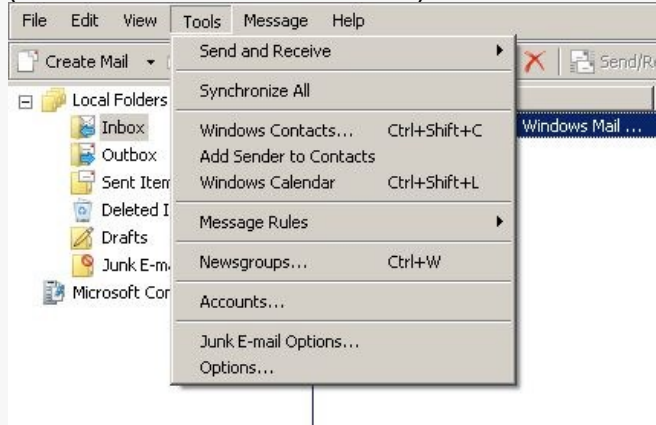 File Edit View Tools Message Help
Create Mail Send/Re
Send and Receive
Synchronize All
Windows Contacts... Ctrl+Shift+C
Add Sender to Contacts
Windows Calendar Ctrl+Shift+L
Message Rules
Newsgroups... Ctrl+W
Accounts...
Junk E-mail Options...
Options...
Local Folders
Inbox
Outbox
Sent Item
Deleted I
Drafts
Junk E-m
Microsoft Cor
Windows Mail ...